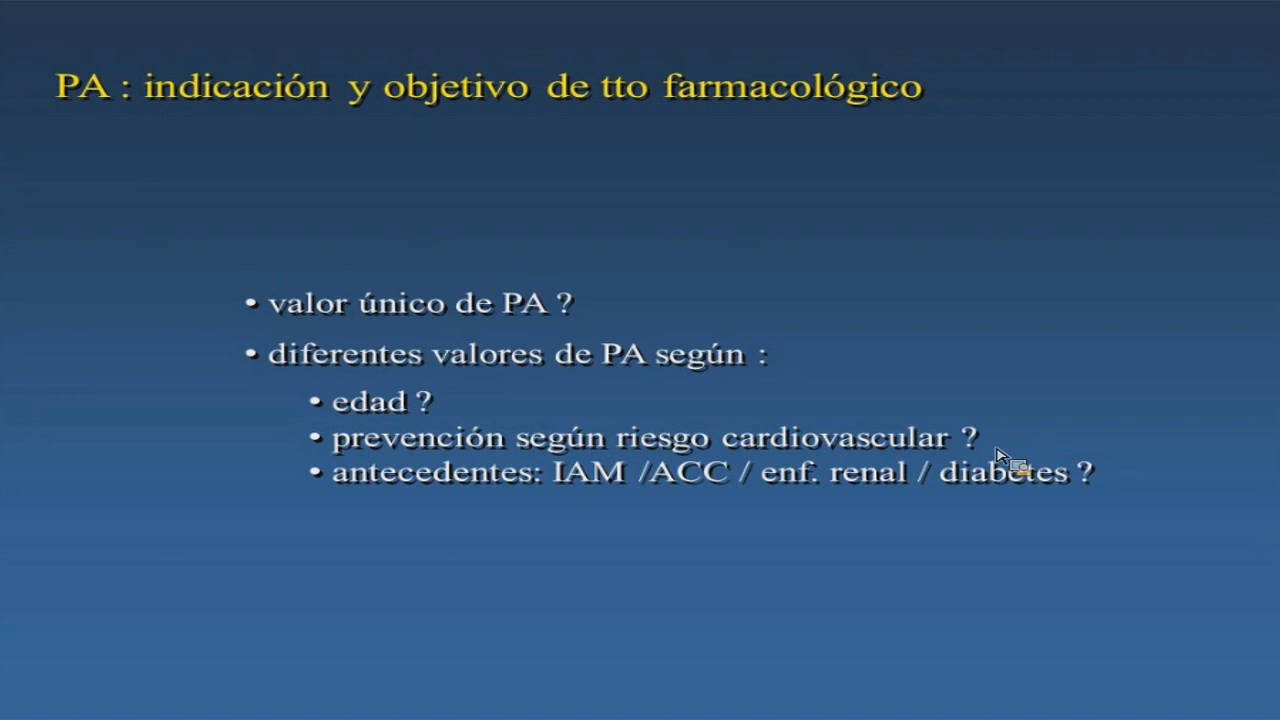 PA : indicación y objetivo de tto farmacológico
• valor único de PA ?
• diferentes valores de PA según :
• edad ?
• prevención según riesgo cardiovascular ?
• antecedentes: IAM /ACC / enf. renal / diabetes ?